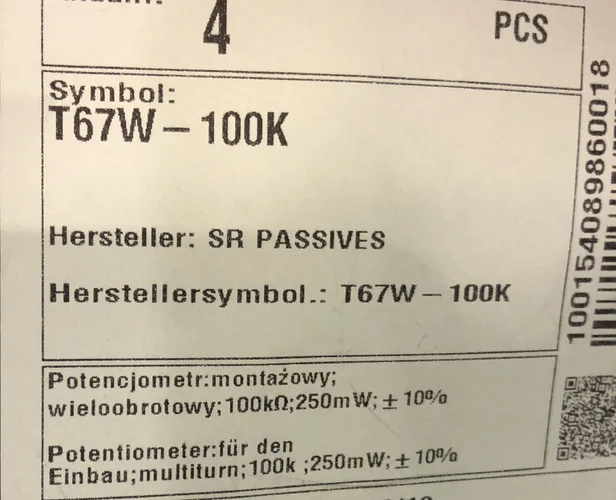 4 PCS
Symbol:
T67W – 100K
Hersteller: SR PASSIVES
Herstellersymbol.: T67W – 100K
Potencjometr:montażowy;
wieloobrotowy;100kΩ;250mW;±10%
Potentiometer:für den
Einbau;multiturn;100k ;250mW;±10%
1001540898600018